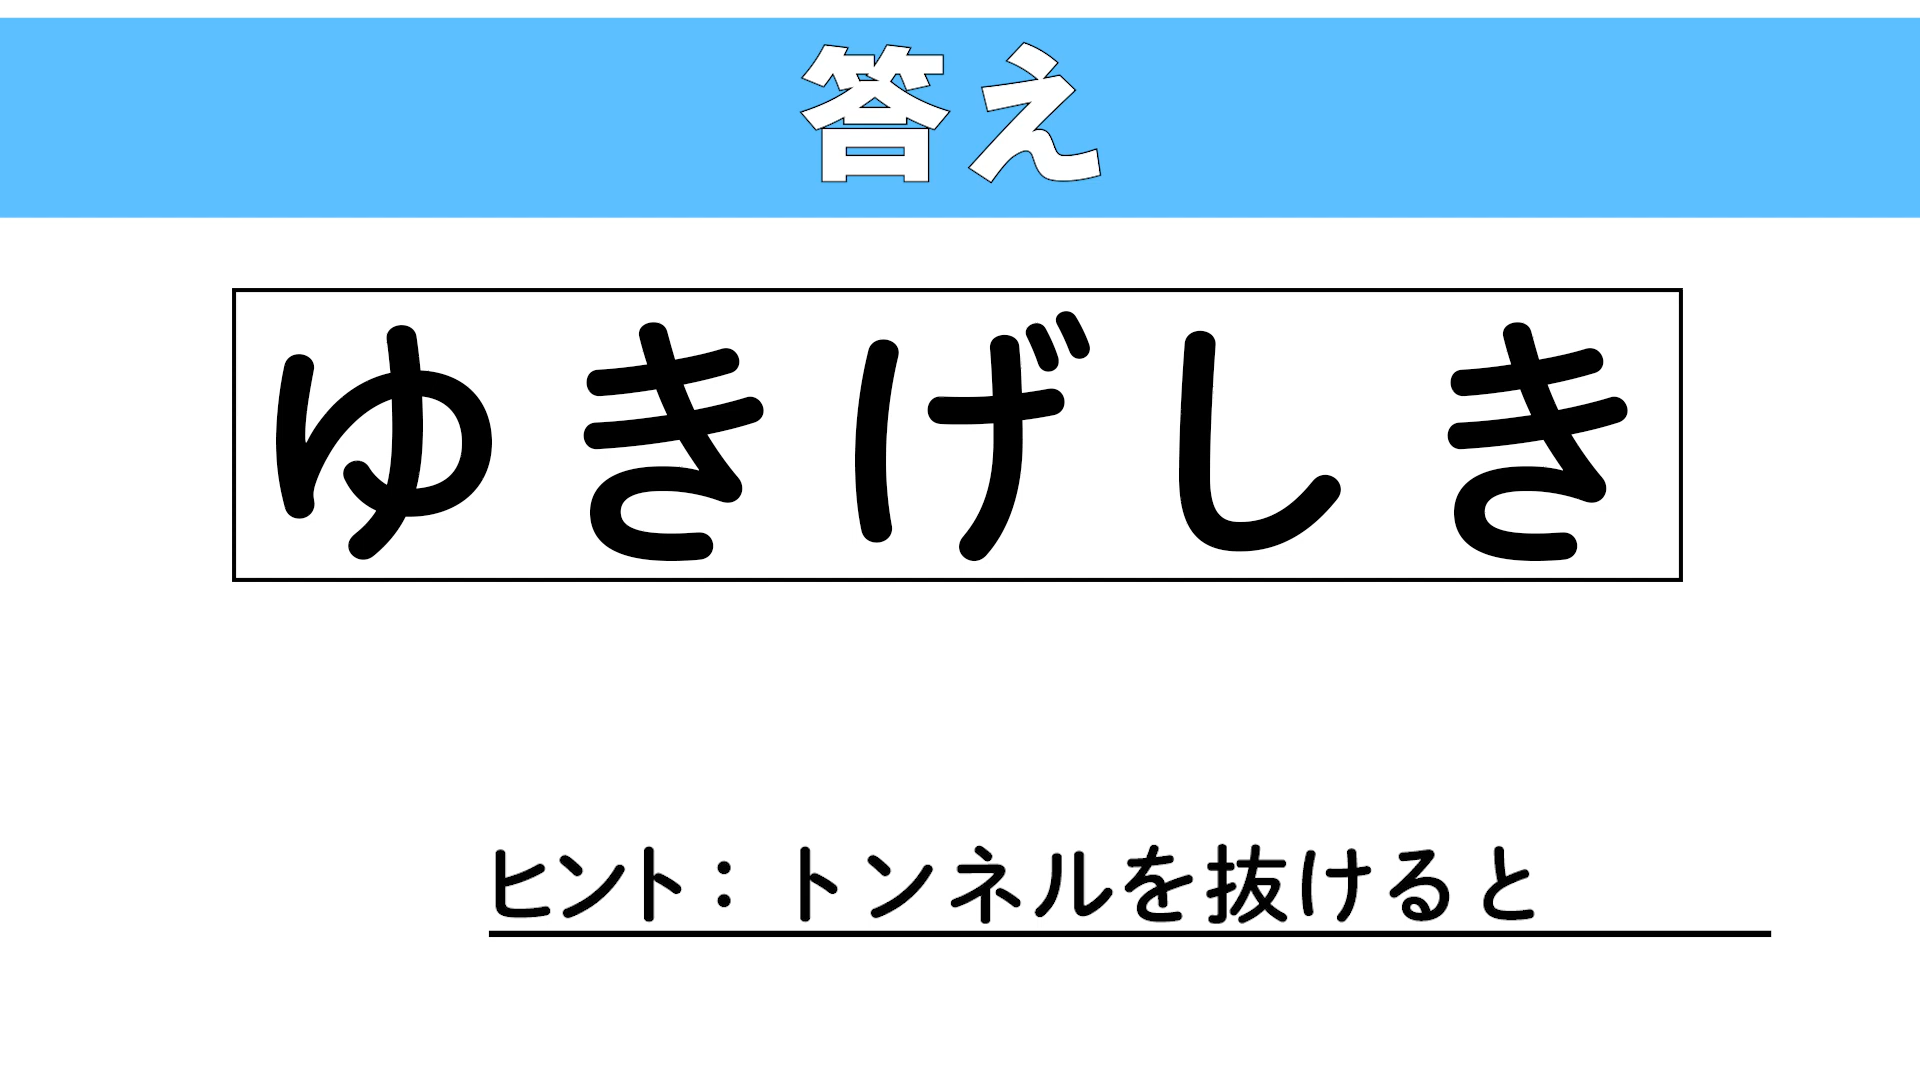 答え
ゆきげしき
ヒント：トンネルを抜けると